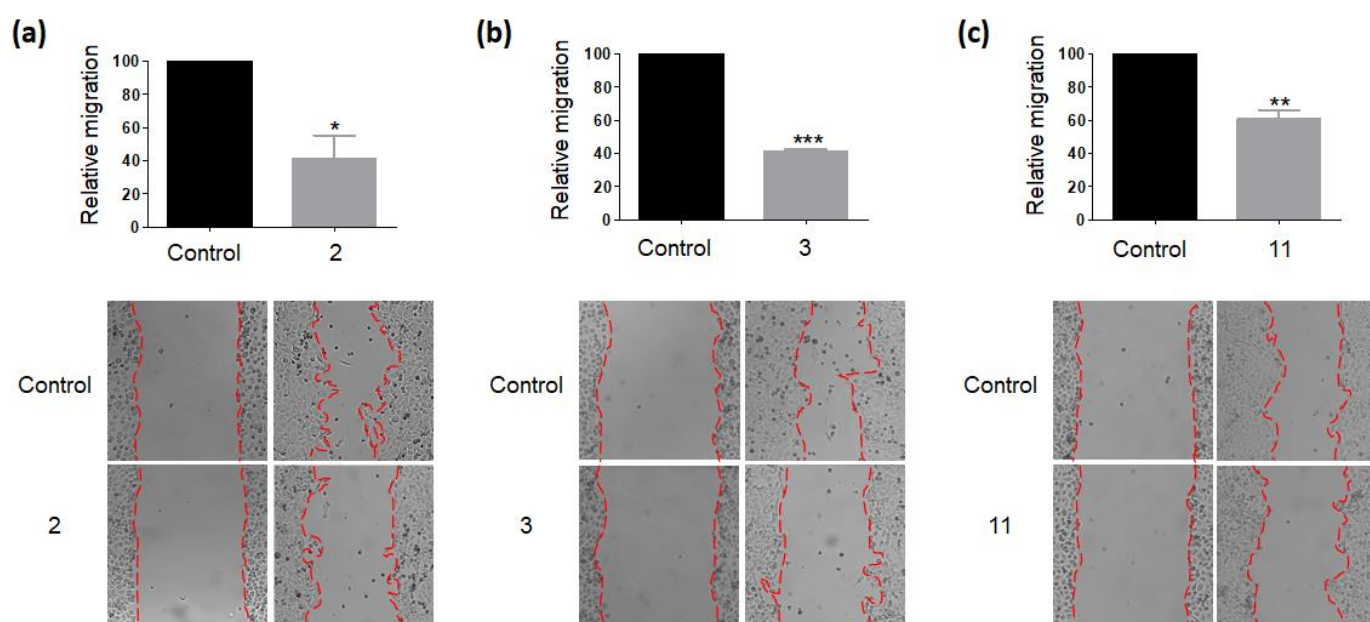 (a)
Relative migration
100
80
60
40
20
0
*
Control
2
Control
2
(b)
Relative migration
100
80
60
40
20
0
***
Control
3
Control
3
(c)
Relative migration
100
80
60
40
20
0
**
Control
11
Control
11